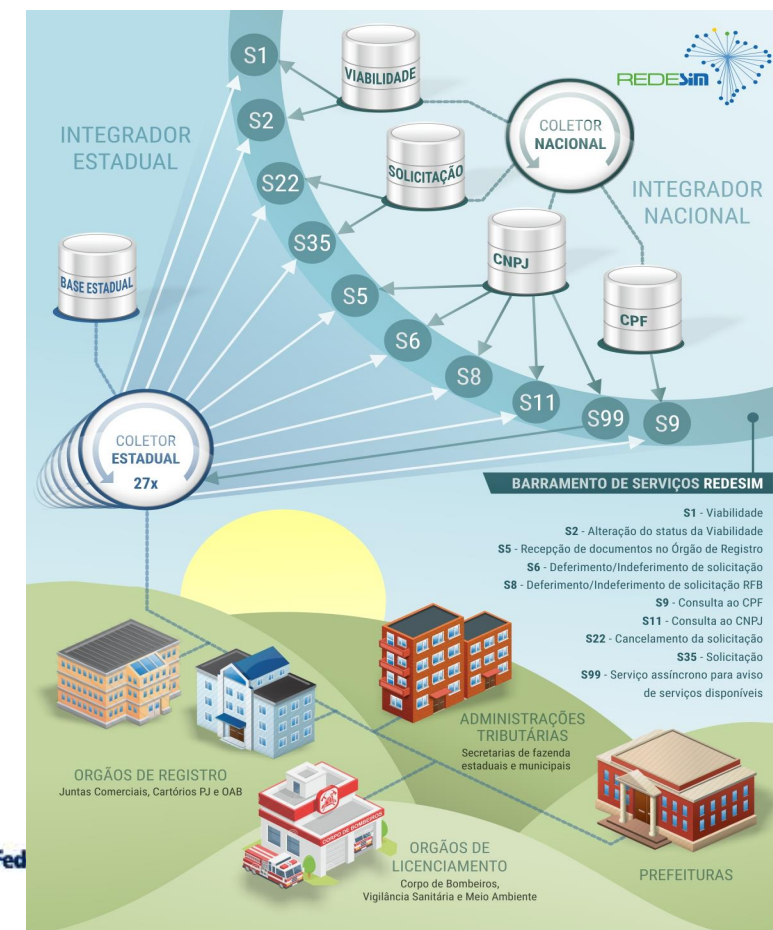 S1
VIABILIDADE
REDESim
COLETOR
NACIONAL
INTEGRADOR
ESTADUAL
S2
SOLICITAÇÃO
S22
INTEGRADOR
NACIONAL
S35
CNPJ
BASE ESTADUAL
S5
CPF
S6
S8
S11
S99
S9
COLETOR
ESTADUAL
27x
BARRAMENTO DE SERVIÇOS REDESIM
S1 - Viabilidade
S2 - Alteração do status da Viabilidade
S5 - Recepção de documentos no Órgão de Registro
S6 - Deferimento/Indeferimento de solicitação
S8 - Deferimento/Indeferimento de solicitação RFB
S9 - Consulta ao CPF
S11 - Consulta ao CNPJ
S22 - Cancelamento da solicitação
S35 - Solicitação
S99 - Serviço assíncrono para aviso
de serviços disponíveis
ADMINISTRAÇÕES
TRIBUTÁRIAS
Secretarias de fazenda
estaduais e municipais
ORGÃOS DE REGISTRO
Juntas Comerciais, Cartórios PJ e OAB
CORPO DE BOMBEIROS
Fed
ORGÃOS DE
LICENCIAMENTO
Corpo de Bombeiros,
Vigilância Sanitária e Meio Ambiente
PREFEITURAS